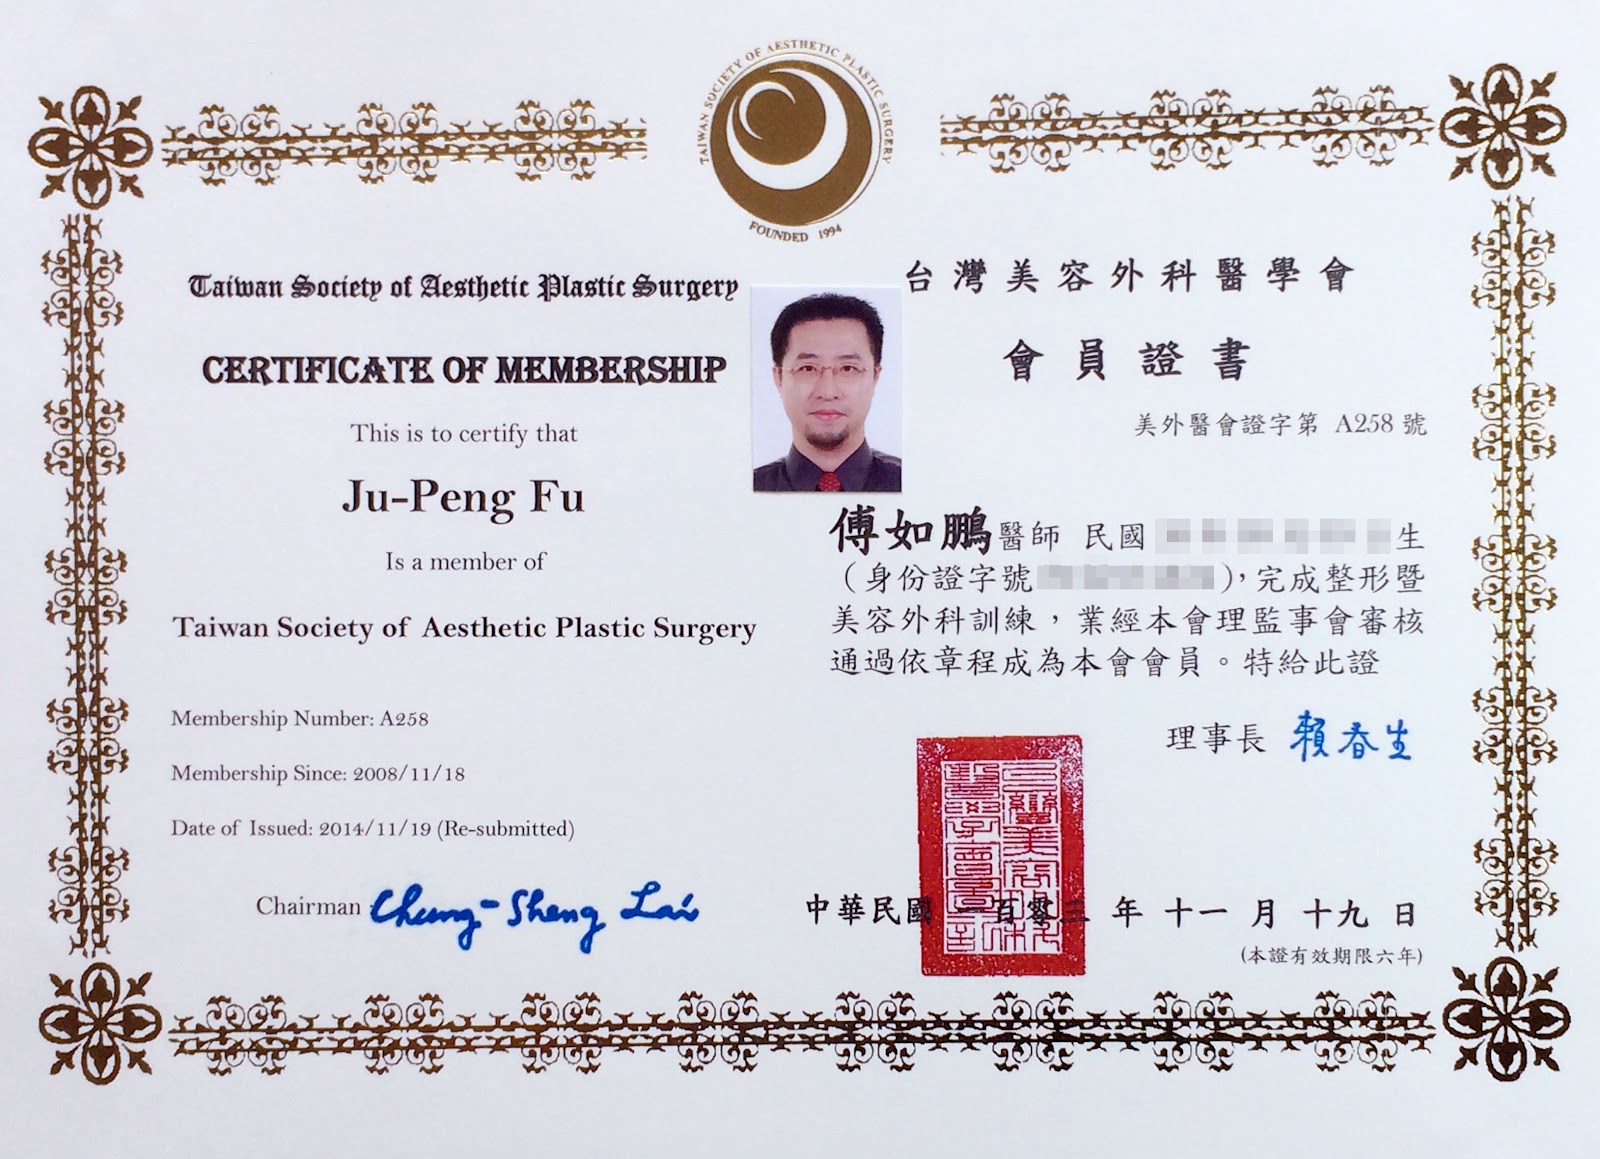 TAIWAN SOCIETY OF AESTHETIC PLASTIC SURGERY
FOUNDED 1994
Taiwan Society of Aesthetic Plastic Surgery
CERTIFICATE OF MEMBERSHIP
This is to certify that
Ju-Peng Fu
Is a member of
Taiwan Society of Aesthetic Plastic Surgery
Membership Number: A258
Membership Since: 2008/11/18
Date of Issued: 2014/11/19 (Re-submitted)
Chairman Chung-Sheng Lai
台灣美容外科醫學會
會員證書
美外醫會證字第 A258 號
傅如鵬醫師 民國 生
(身份證字號 ),完成整形暨
美容外科訓練,業經本會理監事會審核
通過依章程成為本會會員。特給此證
理事長 賴春生
中華民國 一百零三 年 十一 月 十九 日
(本證有效期限六年)